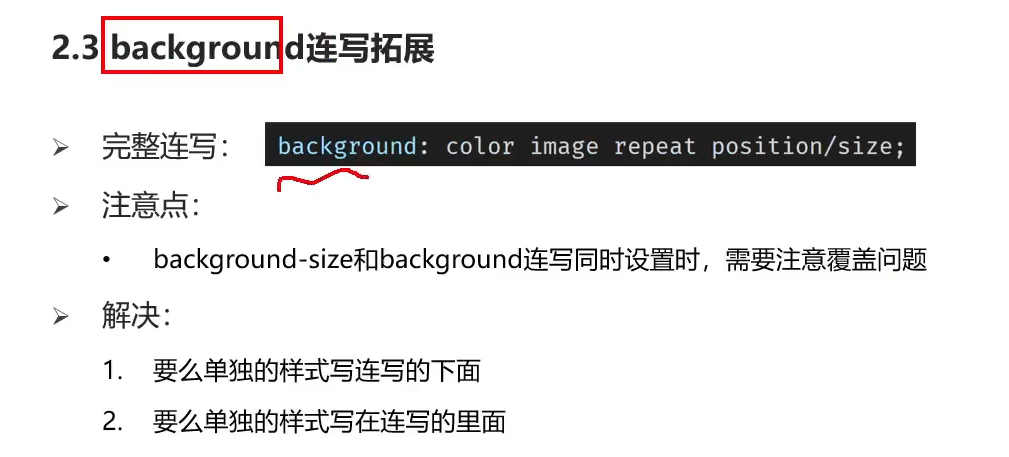 2.3 background连写拓展
➢ 完整连写： background: color image repeat position/size;
➢ 注意点：
• background-size和background连写同时设置时，需要注意覆盖问题
➢ 解决：
1. 要么单独的样式写连写的下面
2. 要么单独的样式写在连写的里面